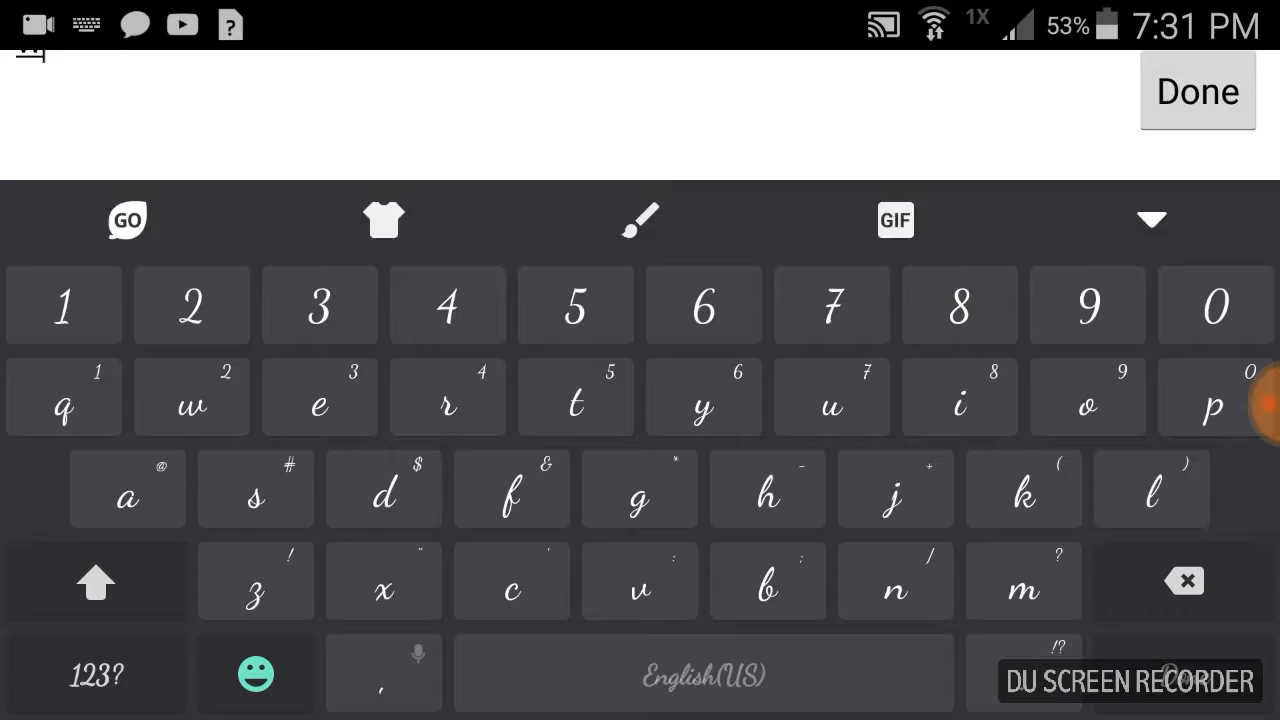 1X 53% 7:31 PM
Done
GO GIF
1 2 3 4 5 6 7 8 9 0
1 2 3 4 5 6 7 8 9 0
q w e r t y u i o p
@ # $ & * - + ( )
a s d f g h j k l
! " ' : ; / ?
z x c v b n m
!?
123? , English(US) Done
DU SCREEN RECORDER